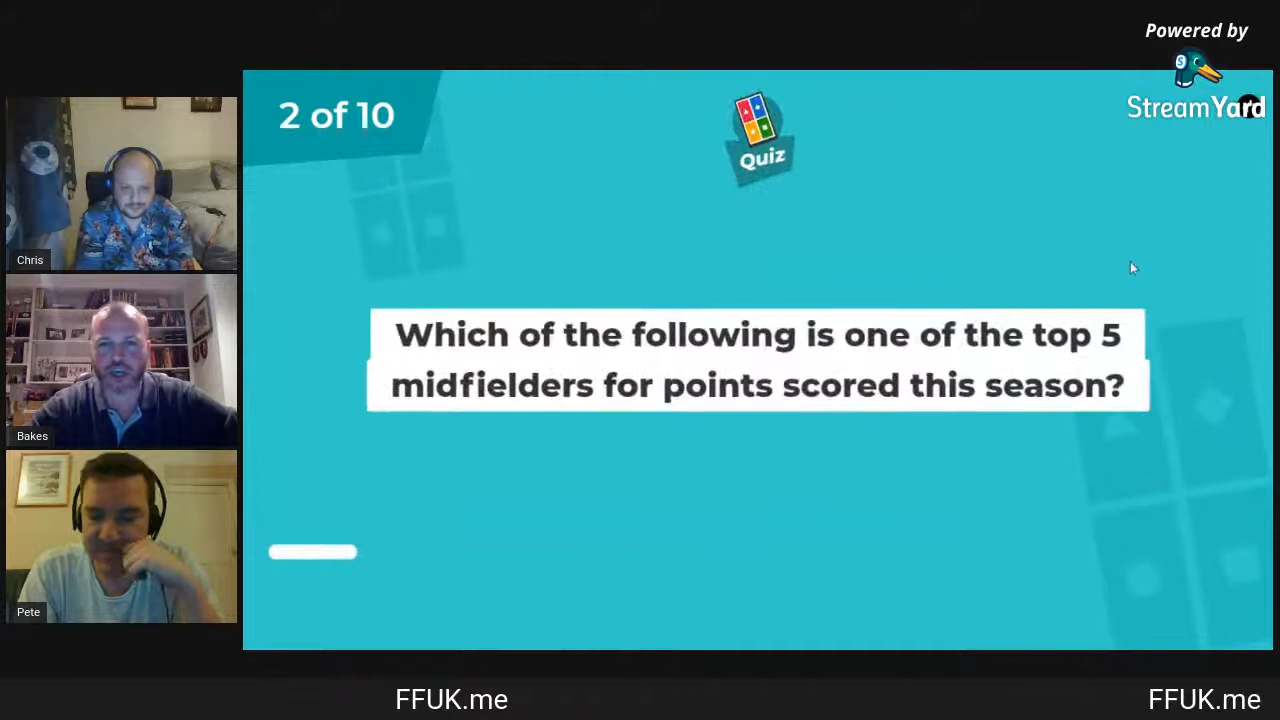 Powered by
StreamYard
2 of 10
Quiz
Which of the following is one of the top 5
midfielders for points scored this season?
Chris
Bakes
Pete
FFUK.me
FFUK.me